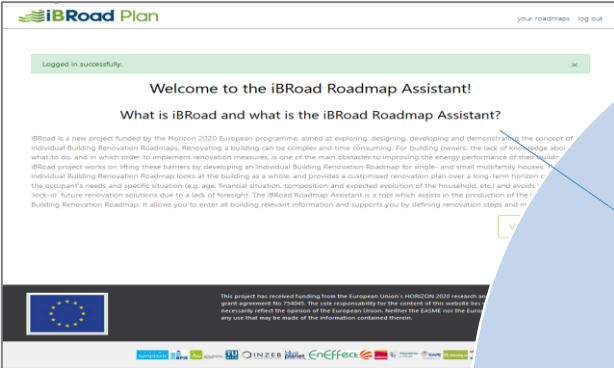 iBRoad Plan
your roadmaps log out
Logged in successfully. ×
Welcome to the iBRoad Roadmap Assistant!
What is iBRoad and what is the iBRoad Roadmap Assistant?
iBRoad is a new project funded by the Horizon 2020 European programme, aimed at exploring, designing, developing and demonstrating the concept of
Individual Building Renovation Roadmaps. Renovating a building can be complex and time consuming. For building owners, the lack of knowledge
what to do, and in which order to implement renovation measures, is one of the main obstacles to improving the energy performance of their
iBRoad project works on lifting these barriers by developing an Individual Building Renovation Roadmap for single- and small multifamily houses.
Individual Building Renovation Roadmap looks at the building as a whole, and provides a customised renovation plan over a long-term horizon
the occupant's needs and specific situation (e.g. age, financial situation, composition and expected evolution of the household, etc.) and avoids
'lock-in' future renovation solutions due to a lack of foresight. The iBRoad Roadmap Assistant is a tool which assists in the production of the
Building Renovation Roadmap. It allows you to enter all building relevant information and supports you by defining renovation steps and
This project has received funding from the European Union's HORIZON 2020 research
grant agreement No 754045. The sole responsibility for the content of this website lies
necessarily reflect the opinion of the European Union. Neither the EASME nor the
any use that may be made of the information contained therein.
BPIE TU INZEB EnEffect